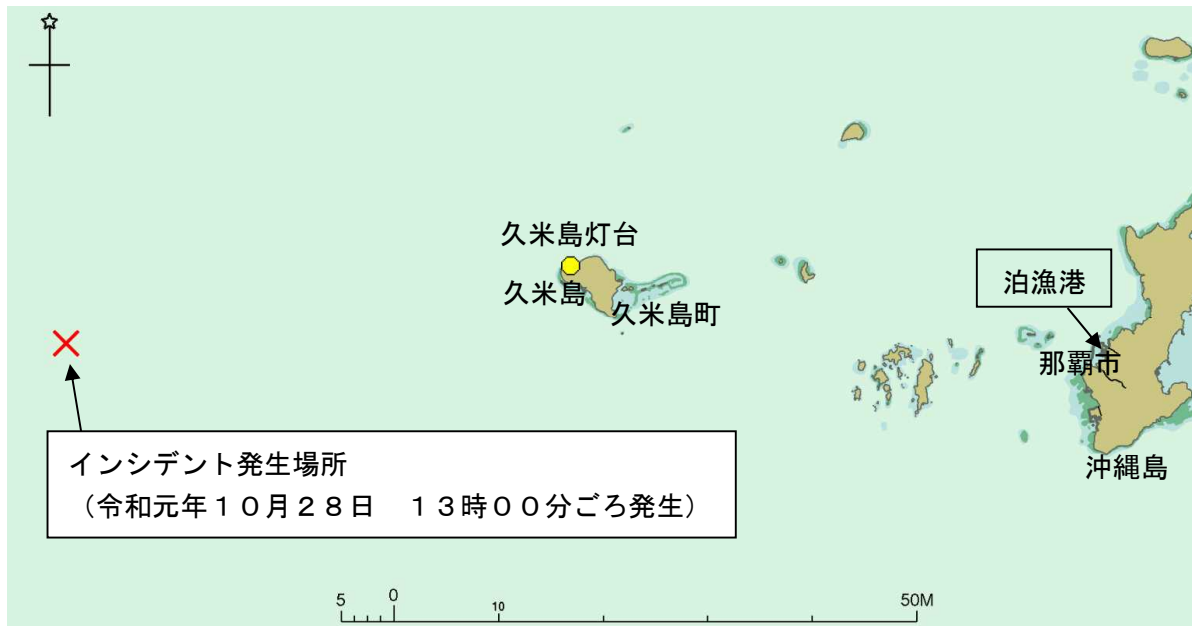 久米島灯台
久米島
久米島町
泊漁港
那覇市
沖縄島
インシデント発生場所
（令和元年１０月２８日　１３時００分ごろ発生）
5 0 10 50M